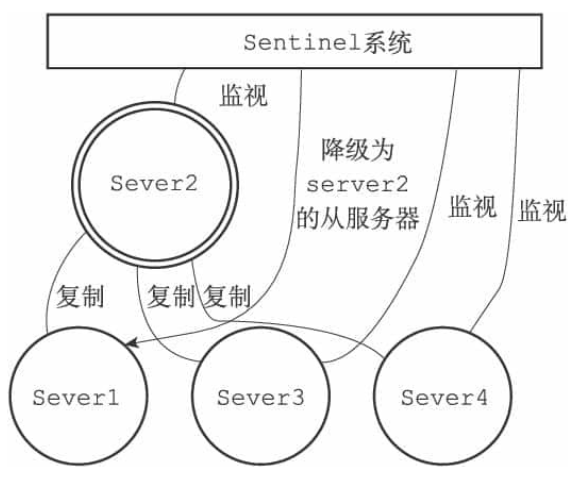 Sentinel系统
监视
Sever2
降级为
server2
的从服务器
监视
监视
复制
复制
复制
Sever1
Sever3
Sever4